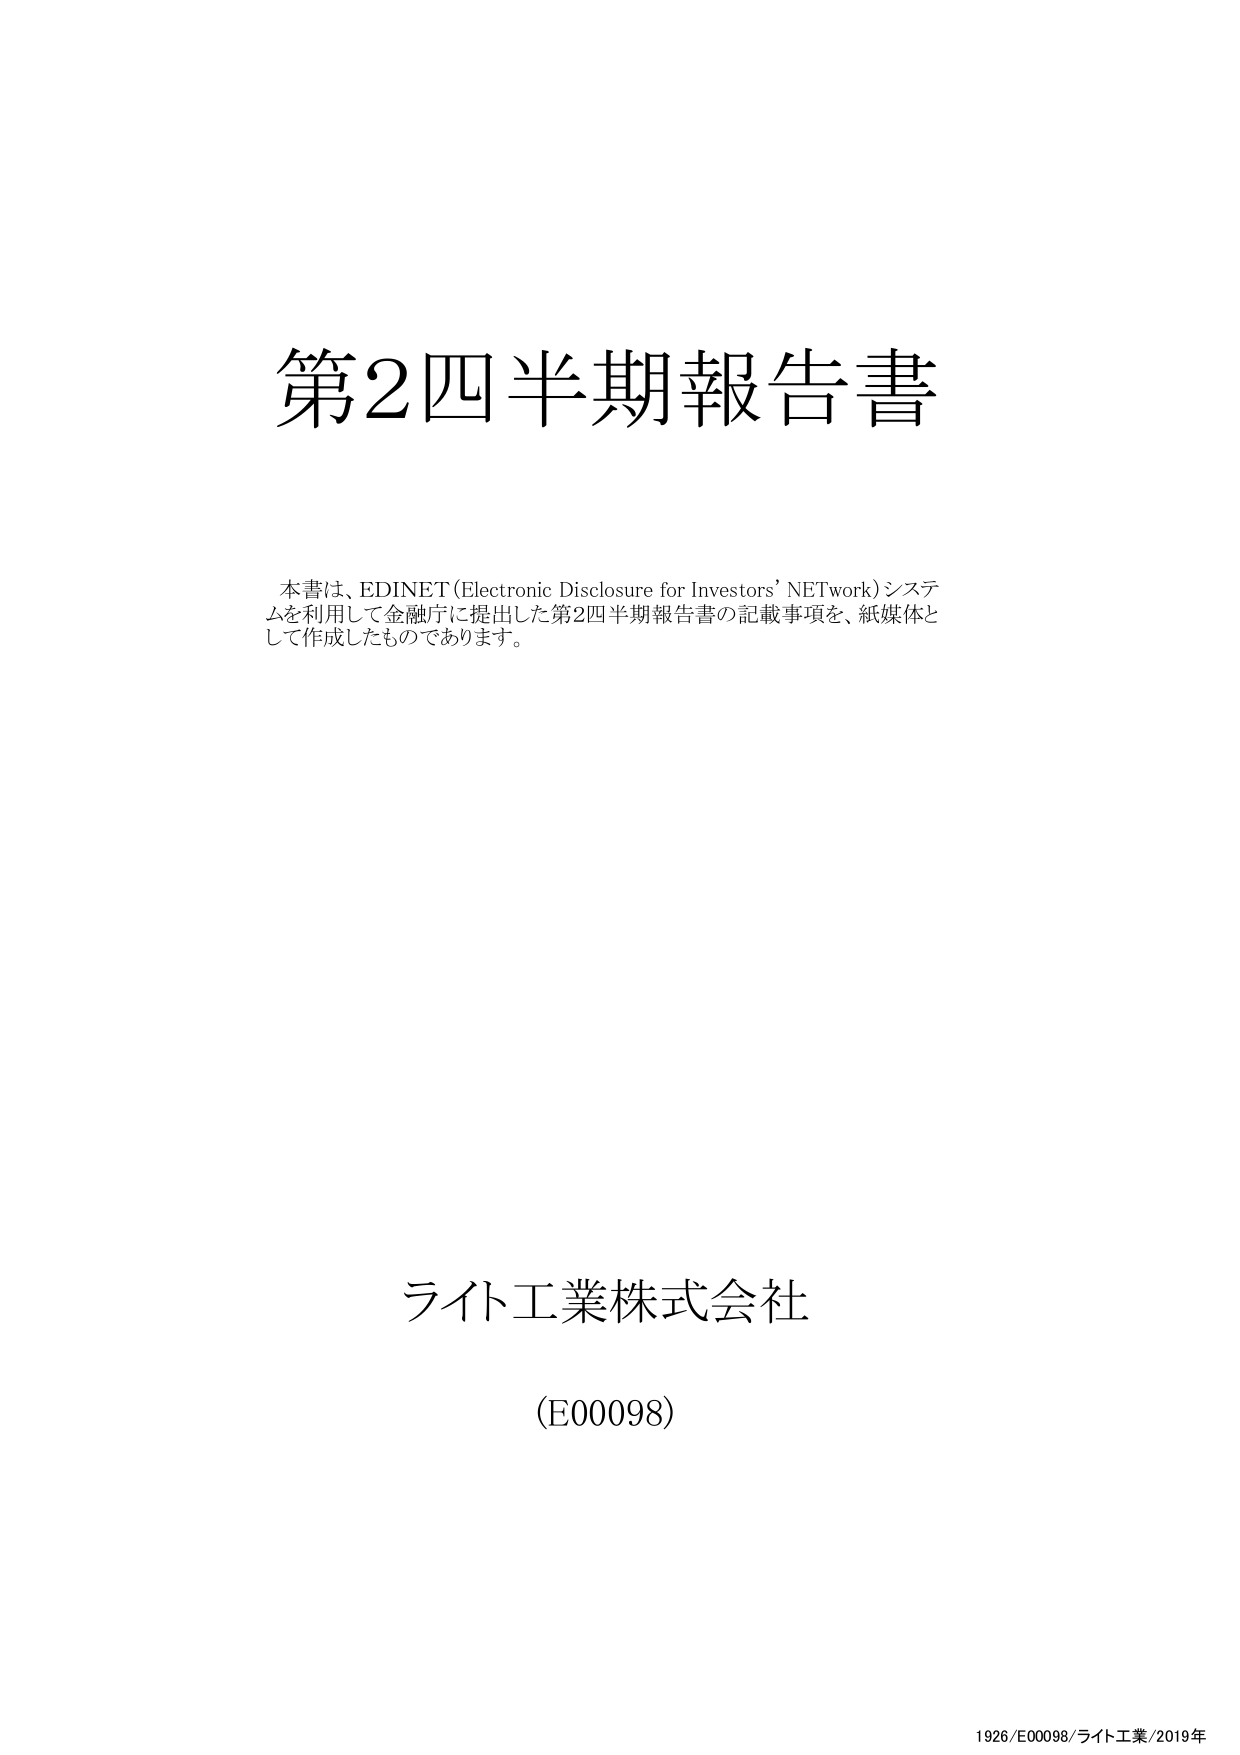 第2四半期報告書
本書は、EDINET(Electronic Disclosure for Investors’ NETwork)システ
ムを利用して金融庁に提出した第2四半期報告書の記載事項を、紙媒体と
して作成したものであります。
ライト工業株式会社
(E00098)
1926/E00098/ライト工業/2019年